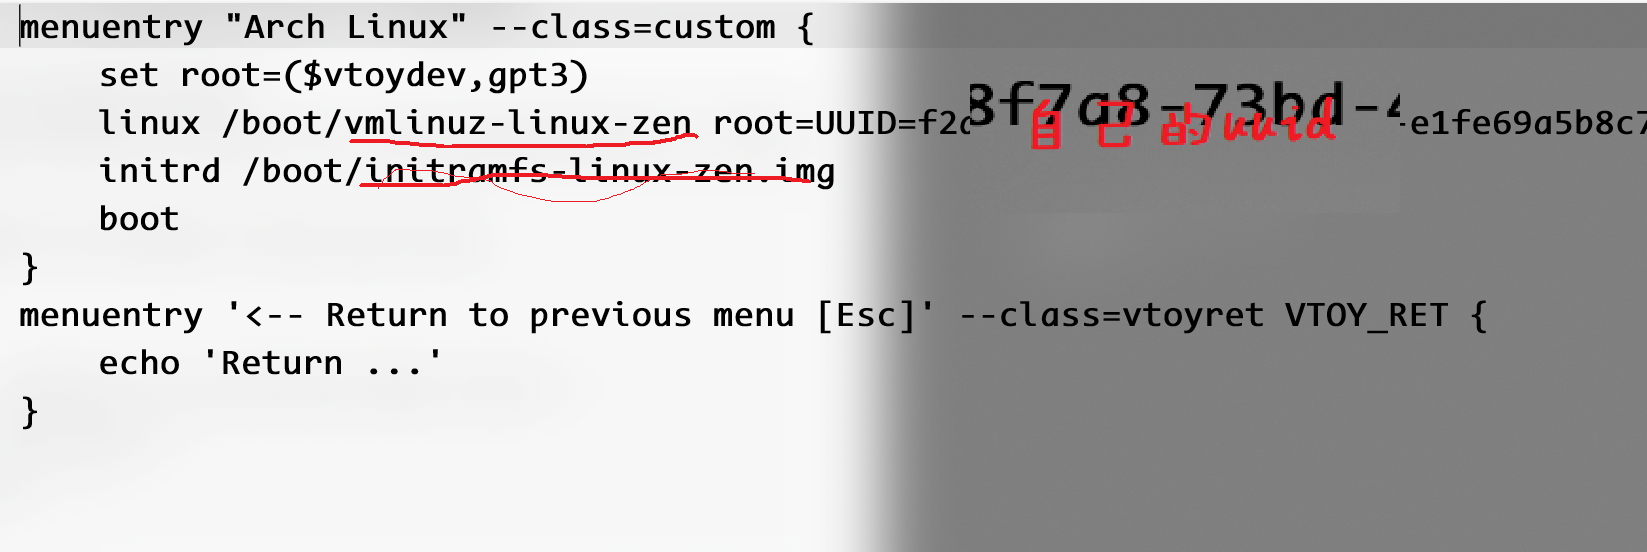 menuentry "Arch Linux" --class=custom {
set root=($vtoydev,gpt3)
linux /boot/vmlinuz-linux-zen root=UUID=f2c 8f7a8-73bd-4 -e1fe69a5b8c7
自己的uuid
initrd /boot/initramfs-linux-zen.img
boot
}
menuentry '<-- Return to previous menu [Esc]' --class=vtoyret VTOY_RET {
echo 'Return ...'
}